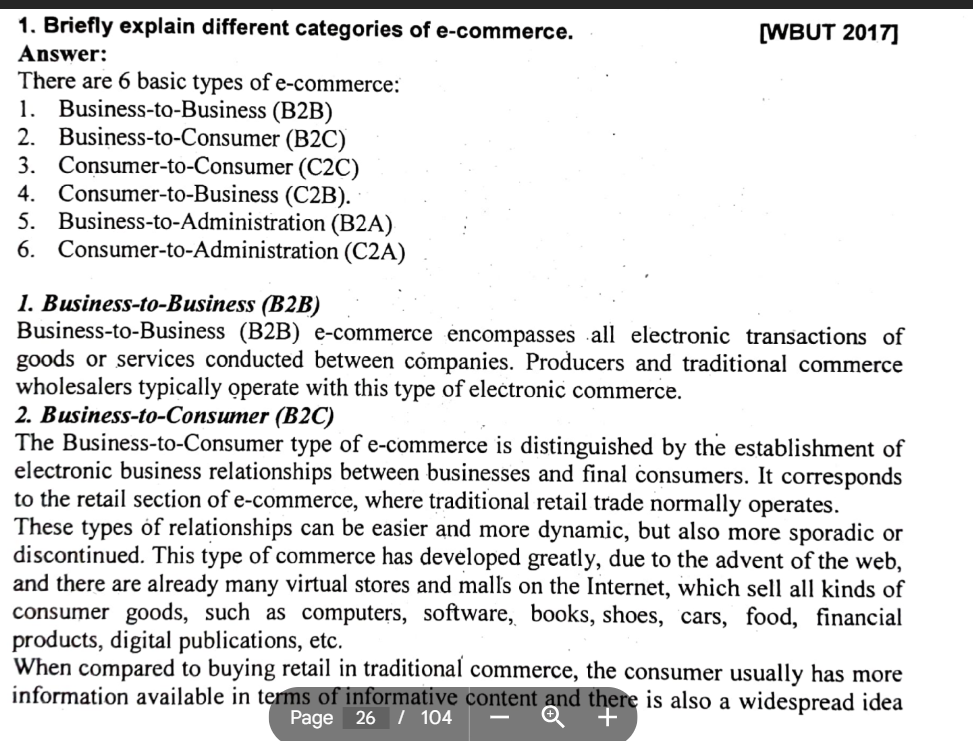 1. Briefly explain different categories of e-commerce. [WBUT 2017]
Answer:
There are 6 basic types of e-commerce:
1. Business-to-Business (B2B)
2. Business-to-Consumer (B2C)
3. Consumer-to-Consumer (C2C)
4. Consumer-to-Business (C2B).
5. Business-to-Administration (B2A)
6. Consumer-to-Administration (C2A)
1. Business-to-Business (B2B)
Business-to-Business (B2B) e-commerce encompasses all electronic transactions of
goods or services conducted between companies. Producers and traditional commerce
wholesalers typically operate with this type of electronic commerce.
2. Business-to-Consumer (B2C)
The Business-to-Consumer type of e-commerce is distinguished by the establishment of
electronic business relationships between businesses and final consumers. It corresponds
to the retail section of e-commerce, where traditional retail trade normally operates.
These types of relationships can be easier and more dynamic, but also more sporadic or
discontinued. This type of commerce has developed greatly, due to the advent of the web,
and there are already many virtual stores and malls on the Internet, which sell all kinds of
consumer goods, such as computers, software, books, shoes, cars, food, financial
products, digital publications, etc.
When compared to buying retail in traditional commerce, the consumer usually has more
information available in terms of informative content and there is also a widespread idea
Page 26 / 104